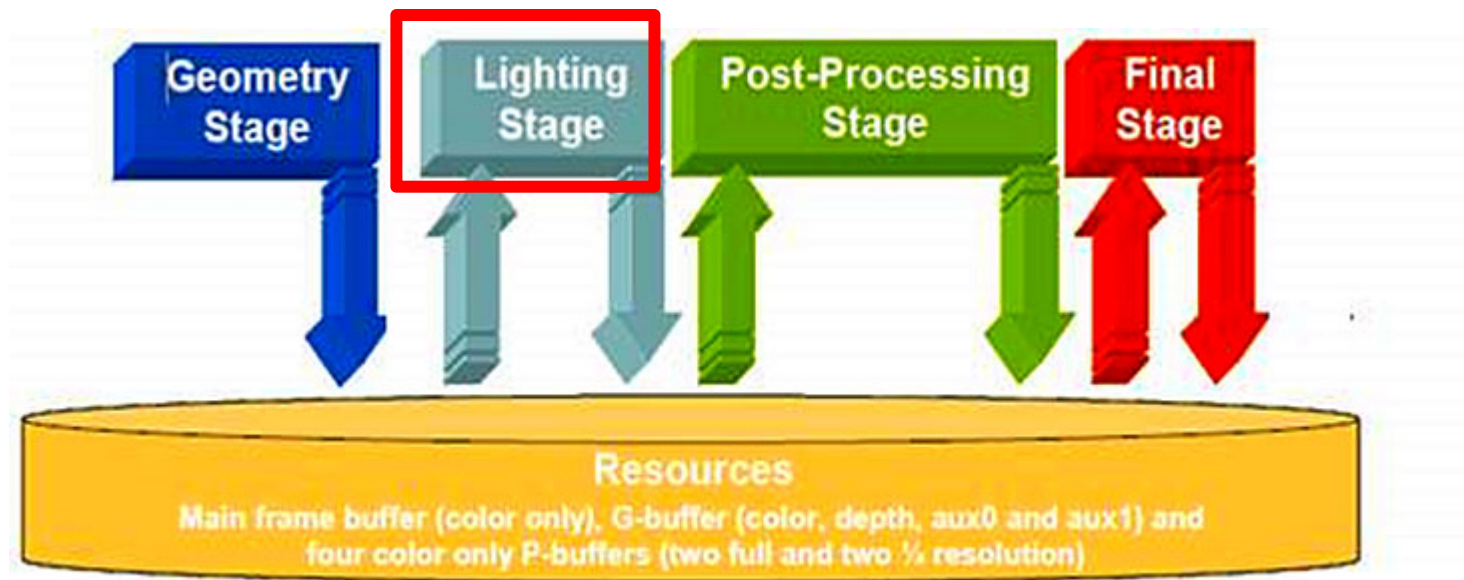 Geometry
Stage
Lighting
Stage
Post-Processing
Stage
Final
Stage
Resources
Main frame buffer (color only), G-buffer (color, depth, aux0 and aux1) and
four color only P-buffers (two full and two ¼ resolution)